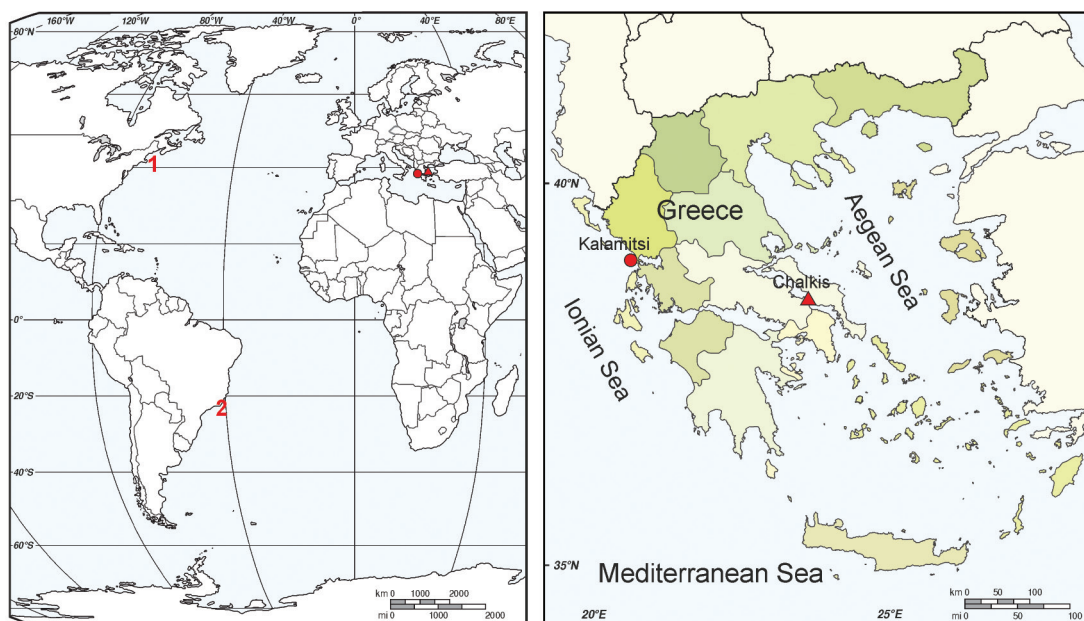 160°W 120°W 80°W 40°W 0° 40°E 80°E
80°N
1
0°
2
20°S
40°S
60°S
km 0 1000 2000
mi 0 1000 2000
40°N
Greece
Kalamitsi
Aegean Sea
Chalkis
Ionian Sea
35°N
Mediterranean Sea
20°E 25°E
km 0 50 100
mi 0 50 100